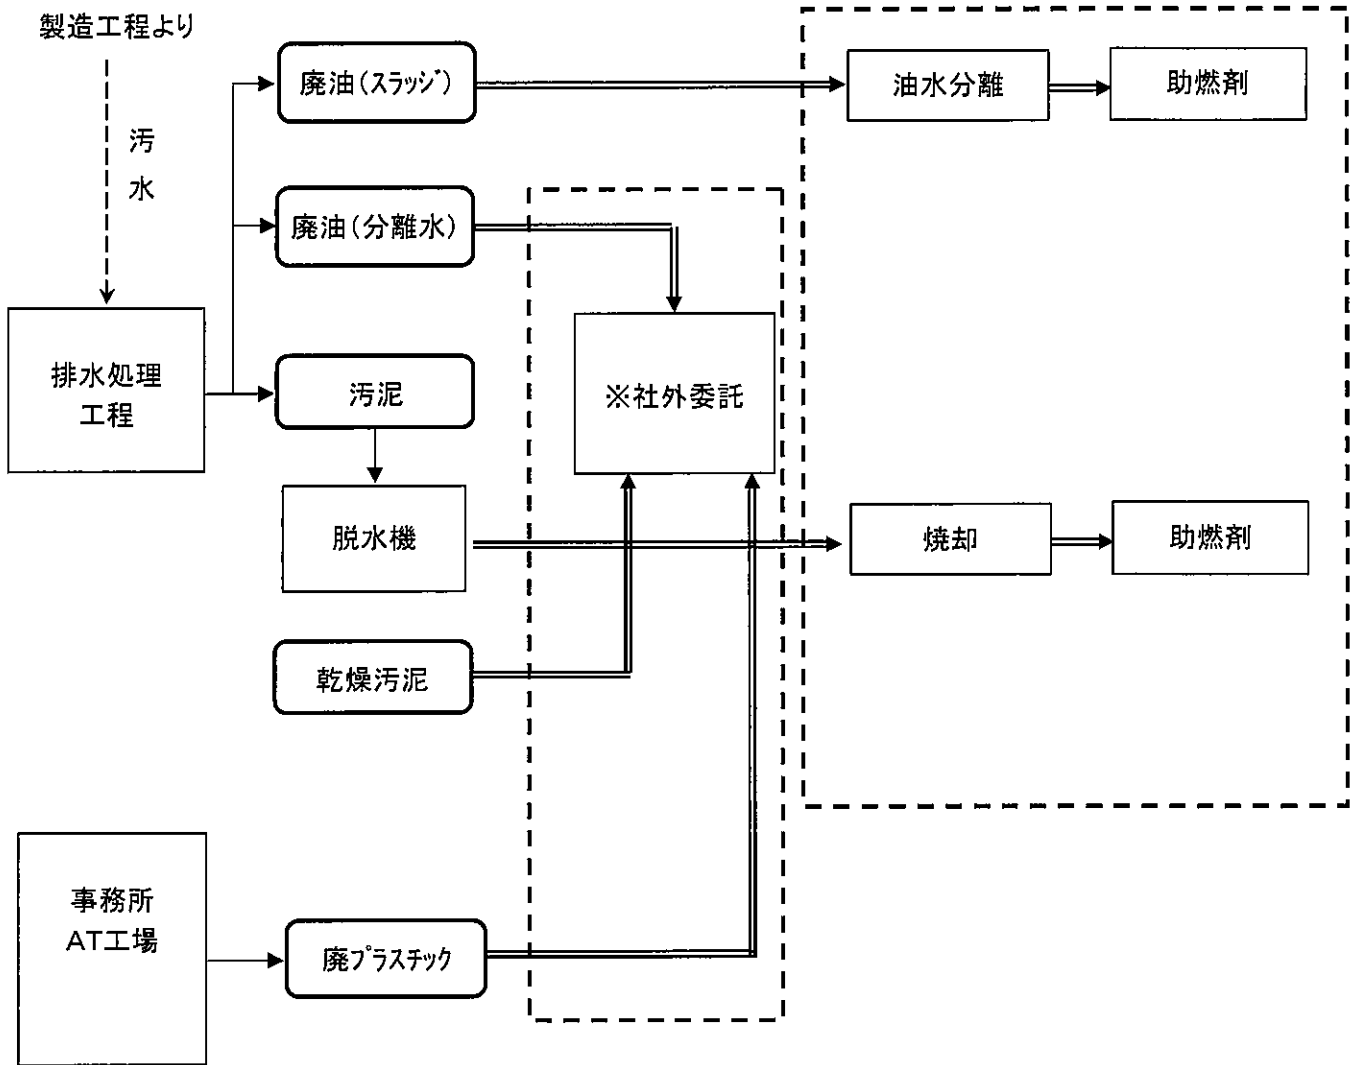 製造工程より
汚
水
廃油(スラッジ)
油水分離
助燃剤
廃油(分離水)
排水処理
工程
汚泥
※社外委託
脱水機
焼却
助燃剤
乾燥汚泥
事務所
AT工場
廃プラスチック